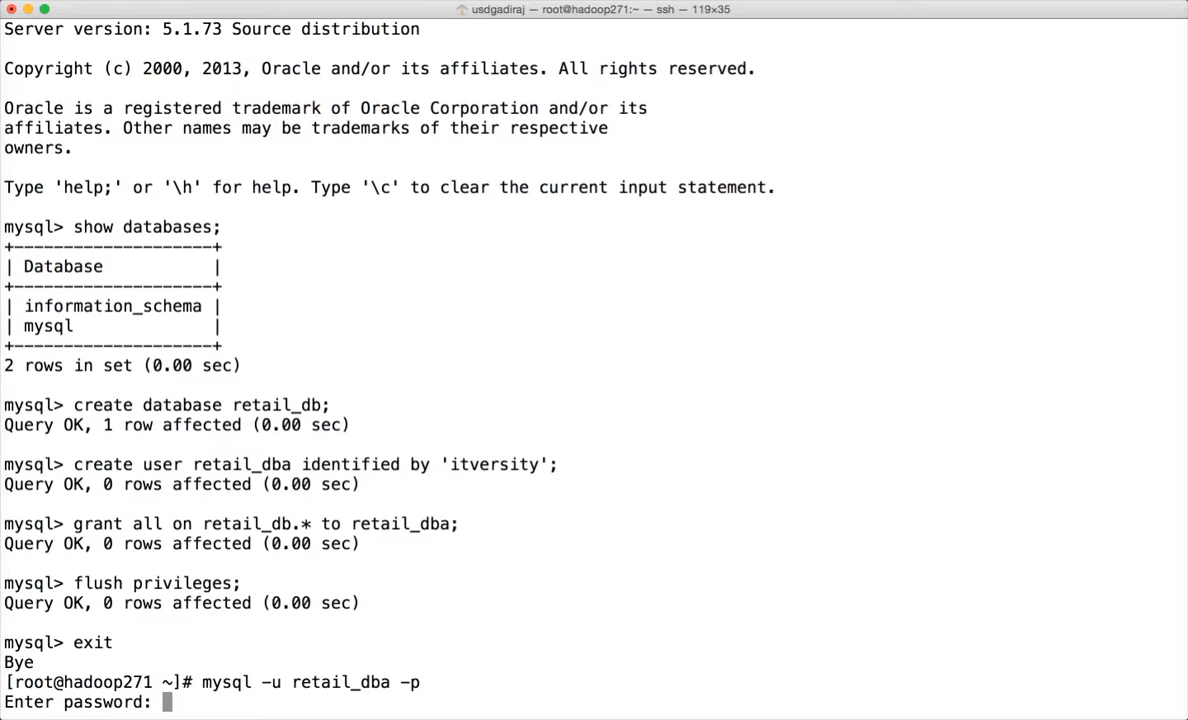 usdgadiraj — root@hadoop271:~ — ssh — 119×35
Server version: 5.1.73 Source distribution
Copyright (c) 2000, 2013, Oracle and/or its affiliates. All rights reserved.
Oracle is a registered trademark of Oracle Corporation and/or its
affiliates. Other names may be trademarks of their respective
owners.
Type 'help;' or '\h' for help. Type '\c' to clear the current input statement.
mysql> show databases;
+--------------------+
| Database           |
+--------------------+
| information_schema |
| mysql              |
+--------------------+
2 rows in set (0.00 sec)
mysql> create database retail_db;
Query OK, 1 row affected (0.00 sec)
mysql> create user retail_dba identified by 'itversity';
Query OK, 0 rows affected (0.00 sec)
mysql> grant all on retail_db.* to retail_dba;
Query OK, 0 rows affected (0.00 sec)
mysql> flush privileges;
Query OK, 0 rows affected (0.00 sec)
mysql> exit
Bye
[root@hadoop271 ~]# mysql -u retail_dba -p
Enter password: